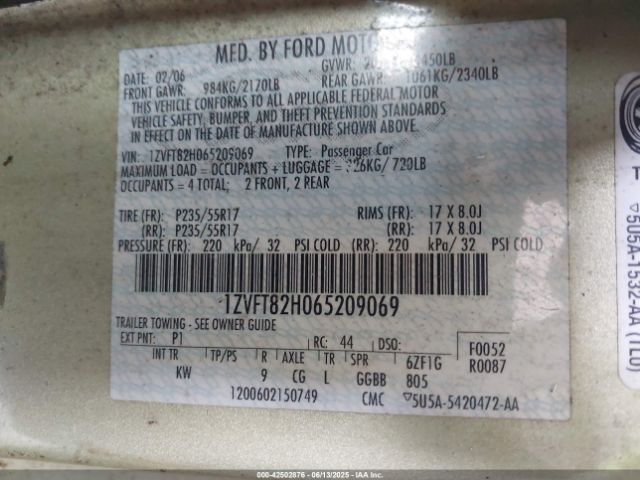 MFD. BY FORD MOTOR
DATE: 02/06 GVWR: 450LB
FRONT GAWR: 984KG/2170LB REAR GAWR: 1061KG/2340LB
THIS VEHICLE CONFORMS TO ALL APPLICABLE FEDERAL MOTOR
VEHICLE SAFETY, BUMPER, AND THEFT PREVENTION STANDARDS
IN EFFECT ON THE DATE OF MANUFACTURE SHOWN ABOVE.
VIN: 1ZVFT82H065209069 TYPE: Passenger Car
MAXIMUM LOAD = OCCUPANTS + LUGGAGE = 326KG/ 720LB
OCCUPANTS = 4 TOTAL; 2 FRONT, 2 REAR
TIRE (FR): P235/55R17 RIMS (FR): 17 X 8.0J
(RR): P235/55R17 (RR): 17 X 8.0J
PRESSURE (FR): 220 kPa/ 32 PSI COLD (RR): 220 kPa/ 32 PSI COLD
1ZVFT82H065209069
TRAILER TOWING - SEE OWNER GUIDE
EXT PNT: P1 RC: 44 DSO: F0052
INT TR TP/PS R AXLE TR SPR 6ZF1G R0087
KW 9 CG L GGBB 805
1200602150749 CMC ▽5U5A-5420472-AA
▽5U5A-1532-AA (TLD)
000-42502876 - 06/13/2025 - IAA Inc.